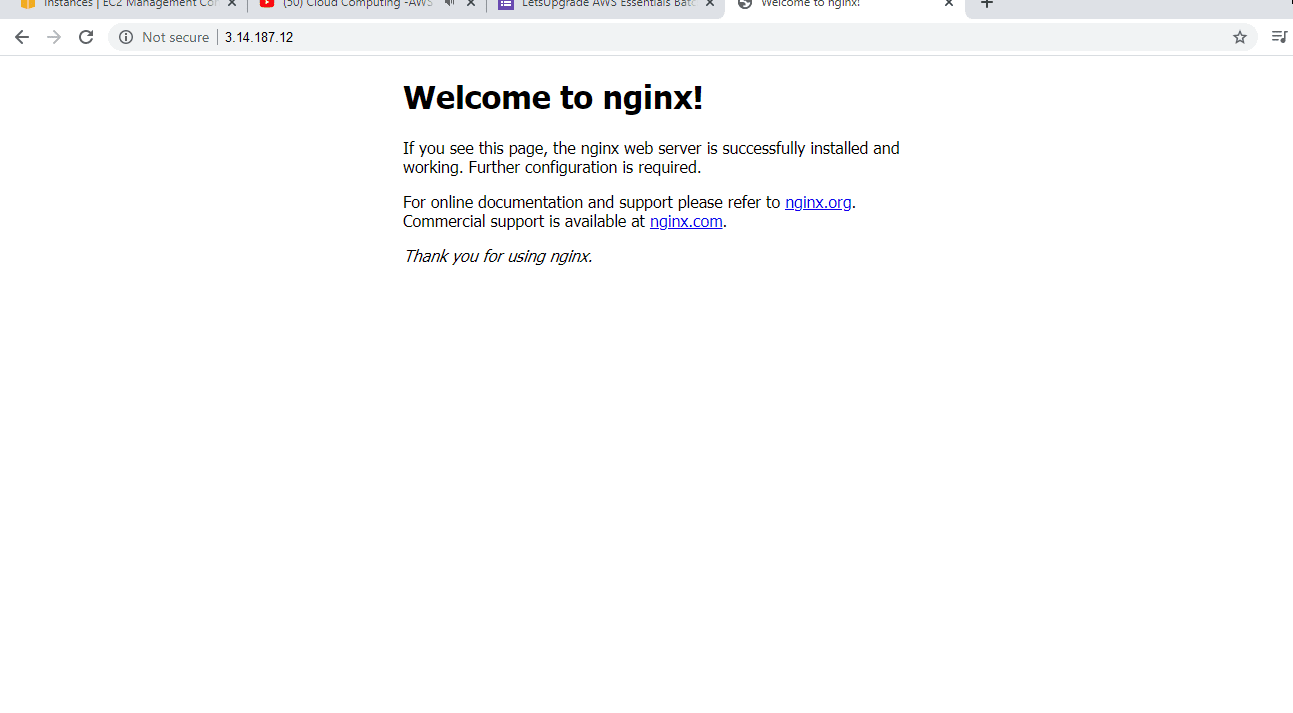 Instances | EC2 Management Con
(50) Cloud Computing -AWS
LetsUpgrade AWS Essentials Batc
Welcome to nginx!
Not secure | 3.14.187.12
Welcome to nginx!
If you see this page, the nginx web server is successfully installed and
working. Further configuration is required.
For online documentation and support please refer to nginx.org.
Commercial support is available at nginx.com.
Thank you for using nginx.